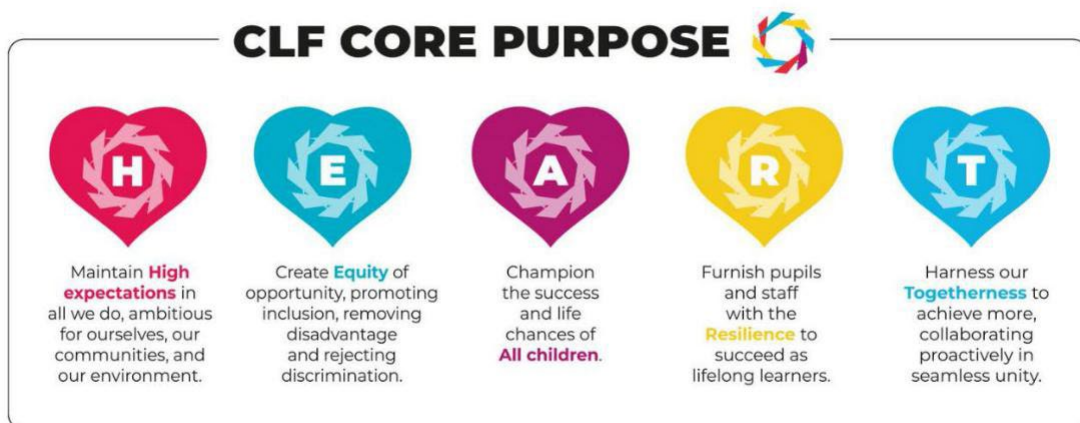 CLF CORE PURPOSE
H
Maintain High
expectations in
all we do, ambitious
for ourselves, our
communities, and
our environment.
E
Create Equity of
opportunity, promoting
inclusion, removing
disadvantage
and rejecting
discrimination.
A
Champion
the success
and life
chances of
All children.
R
Furnish pupils
and staff
with the
Resilience to
succeed as
lifelong learners.
T
Harness our
Togetherness to
achieve more,
collaborating
proactively in
seamless unity.